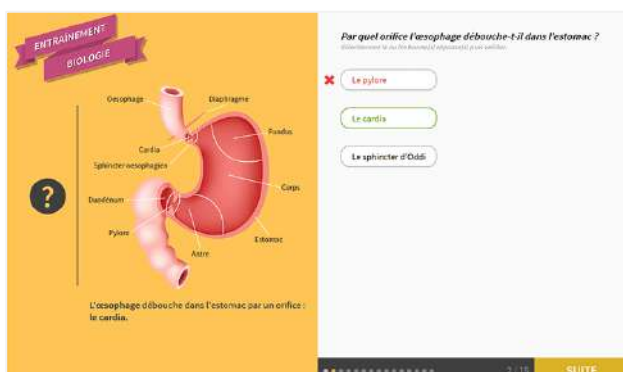 ENTRAÎNEMENT
BIOLOGIE
Oesophage
Diaphragme
Cardia
Sphincter oesophagien
Fundus
Corps
Duodénum
Pylore
Antre
Estomac
?
L'œsophage débouche dans l'estomac par un orifice :
le cardia.
Par quel orifice l'œsophage débouche-t-il dans l'estomac ?
Le pylore
Le cardia
Le sphincter d'Oddi
SUITE